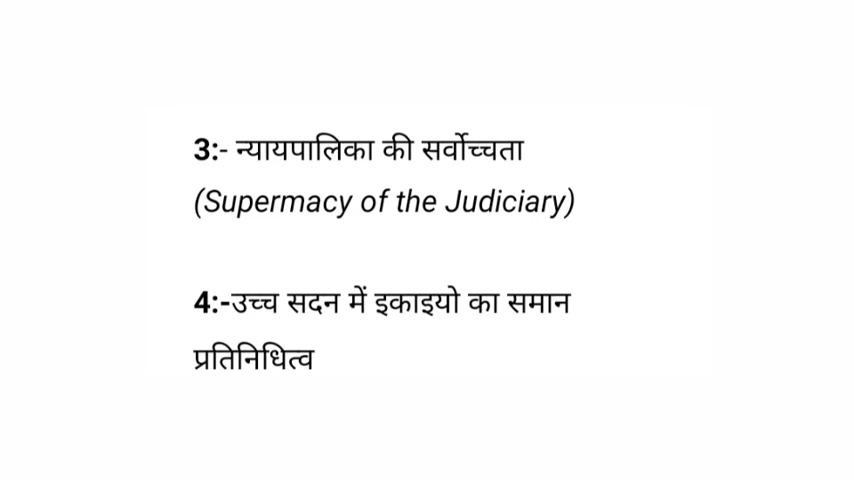 3:- न्यायपालिका की सर्वोच्चता
(Supermacy of the Judiciary)
4:-उच्च सदन में इकाइयो का समान
प्रतिनिधित्व